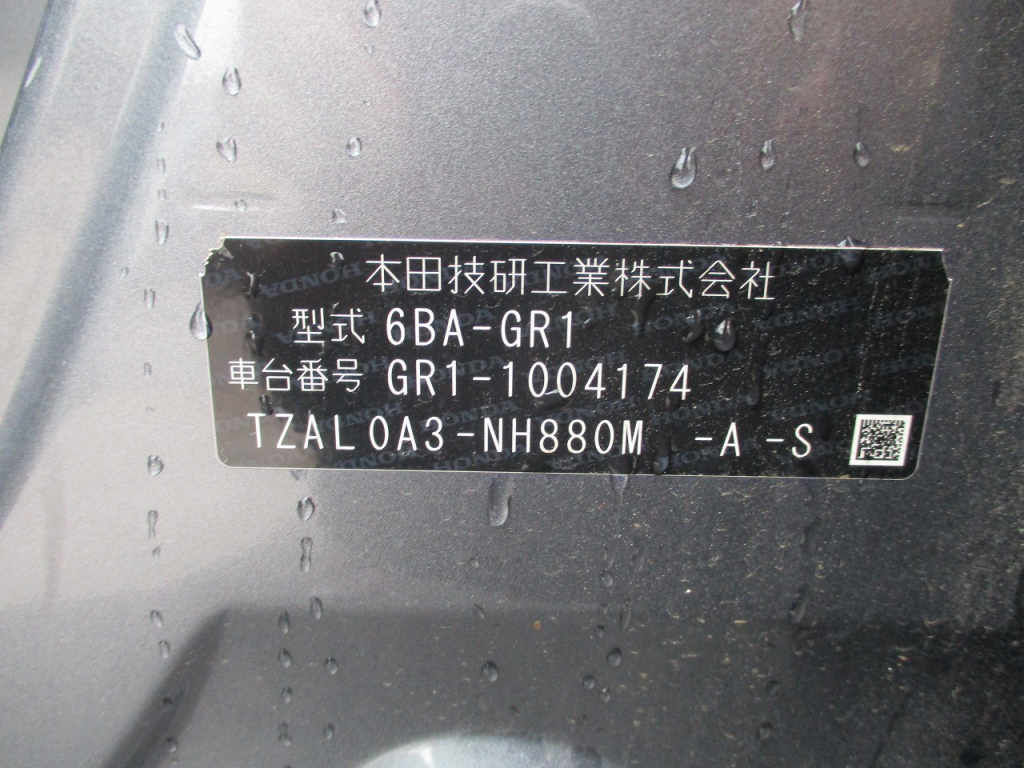 本田技研工業株式会社
型式 6BA-GR1
車台番号 GR1-1004174
TZAL0A3-NH880M -A -S